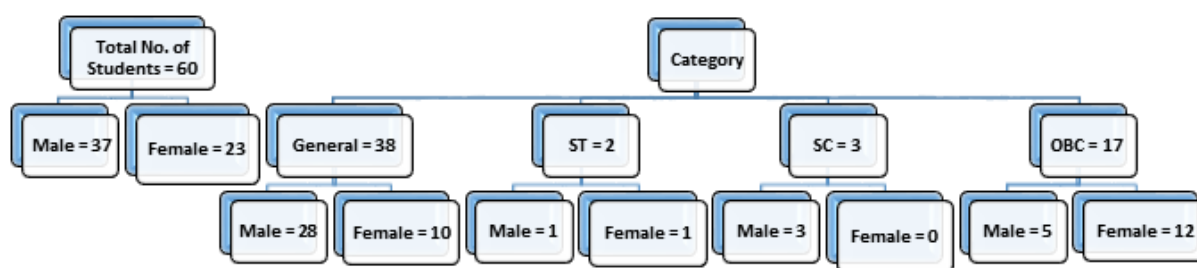 Total No. of
Students = 60
Category
Male = 37
Female = 23
General = 38
ST = 2
SC = 3
OBC = 17
Male = 28
Female = 10
Male = 1
Female = 1
Male = 3
Female = 0
Male = 5
Female = 12